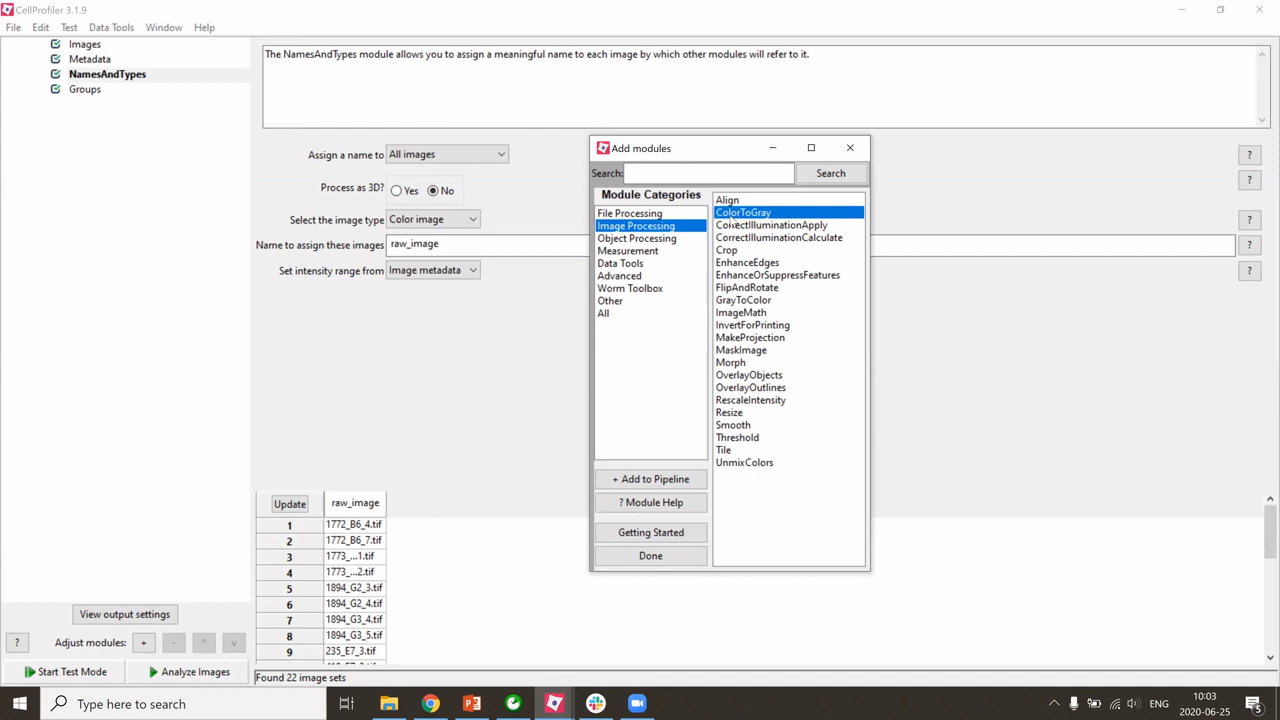 CellProfiler 3.1.9
File Edit Test Data Tools Window Help
Images
Metadata
NamesAndTypes
Groups
The NamesAndTypes module allows you to assign a meaningful name to each image by which other modules will refer to it.
Assign a name to All images ?
Process as 3D? Yes No ?
Select the image type Color image ?
Name to assign these images raw_image ?
Set intensity range from Image metadata ?
Add modules
Search: Search
Module Categories
File Processing
Image Processing
Object Processing
Measurement
Data Tools
Advanced
Worm Toolbox
Other
All
Align
ColorToGray
CorrectIlluminationApply
CorrectIlluminationCalculate
Crop
EnhanceEdges
EnhanceOrSuppressFeatures
FlipAndRotate
GrayToColor
ImageMath
InvertForPrinting
MakeProjection
MaskImage
Morph
OverlayObjects
OverlayOutlines
RescaleIntensity
Resize
Smooth
Threshold
Tile
UnmixColors
+ Add to Pipeline
? Module Help
Getting Started
Done
Update raw_image
1 1772_B6_4.tif
2 1772_B6_7.tif
3 1773_...1.tif
4 1773_...2.tif
5 1894_G2_3.tif
6 1894_G2_4.tif
7 1894_G3_4.tif
8 1894_G3_5.tif
9 235_E7_3.tif
View output settings
? Adjust modules: + - ^ v
Start Test Mode Analyze Images
Found 22 image sets
Type here to search
ENG
10:03
2020-06-25
5